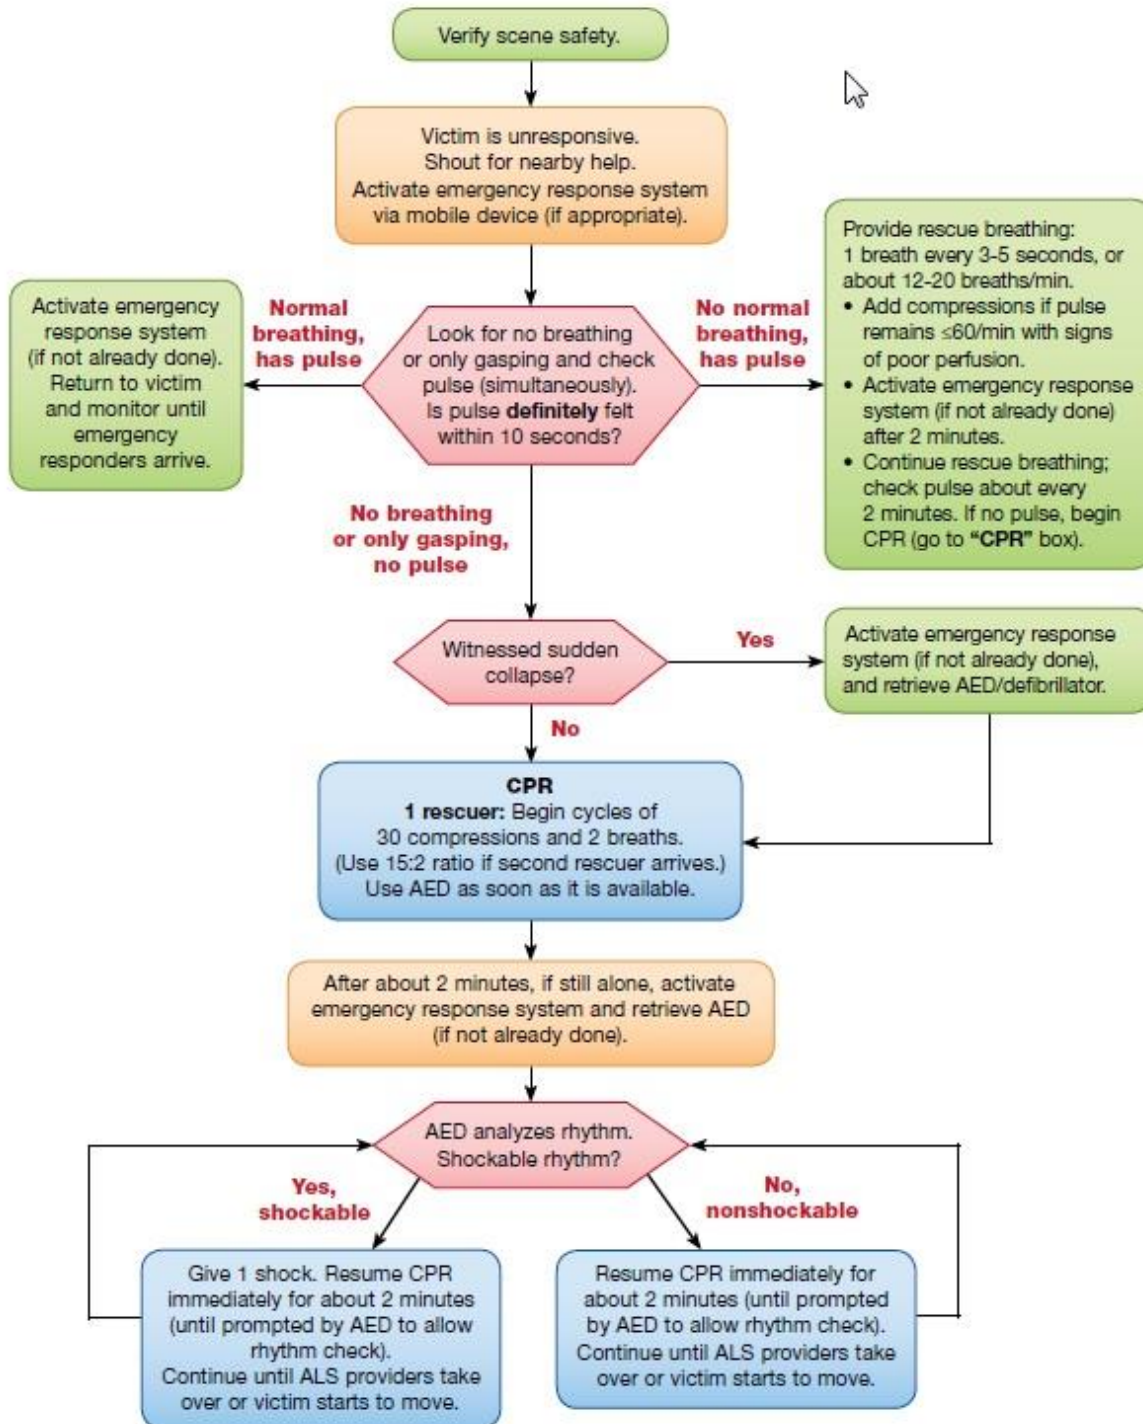 Verify scene safety.
Victim is unresponsive.
Shout for nearby help.
Activate emergency response system
via mobile device (if appropriate).
Look for no breathing
or only gasping and check
pulse (simultaneously).
Is pulse definitely felt
within 10 seconds?
Normal
breathing,
has pulse
Activate emergency
response system
(if not already done).
Return to victim
and monitor until
emergency
responders arrive.
No normal
breathing,
has pulse
Provide rescue breathing:
1 breath every 3-5 seconds, or
about 12-20 breaths/min.
• Add compressions if pulse
remains ≤60/min with signs
of poor perfusion.
• Activate emergency response
system (if not already done)
after 2 minutes.
• Continue rescue breathing;
check pulse about every
2 minutes. If no pulse, begin
CPR (go to “CPR” box).
No breathing
or only gasping,
no pulse
Witnessed sudden
collapse?
Yes
Activate emergency response
system (if not already done),
and retrieve AED/defibrillator.
No
CPR
1 rescuer: Begin cycles of
30 compressions and 2 breaths.
(Use 15:2 ratio if second rescuer arrives.)
Use AED as soon as it is available.
After about 2 minutes, if still alone, activate
emergency response system and retrieve AED
(if not already done).
AED analyzes rhythm.
Shockable rhythm?
Yes,
shockable
Give 1 shock. Resume CPR
immediately for about 2 minutes
(until prompted by AED to allow
rhythm check).
Continue until ALS providers take
over or victim starts to move.
No,
nonshockable
Resume CPR immediately for
about 2 minutes (until prompted
by AED to allow rhythm check).
Continue until ALS providers take
over or victim starts to move.